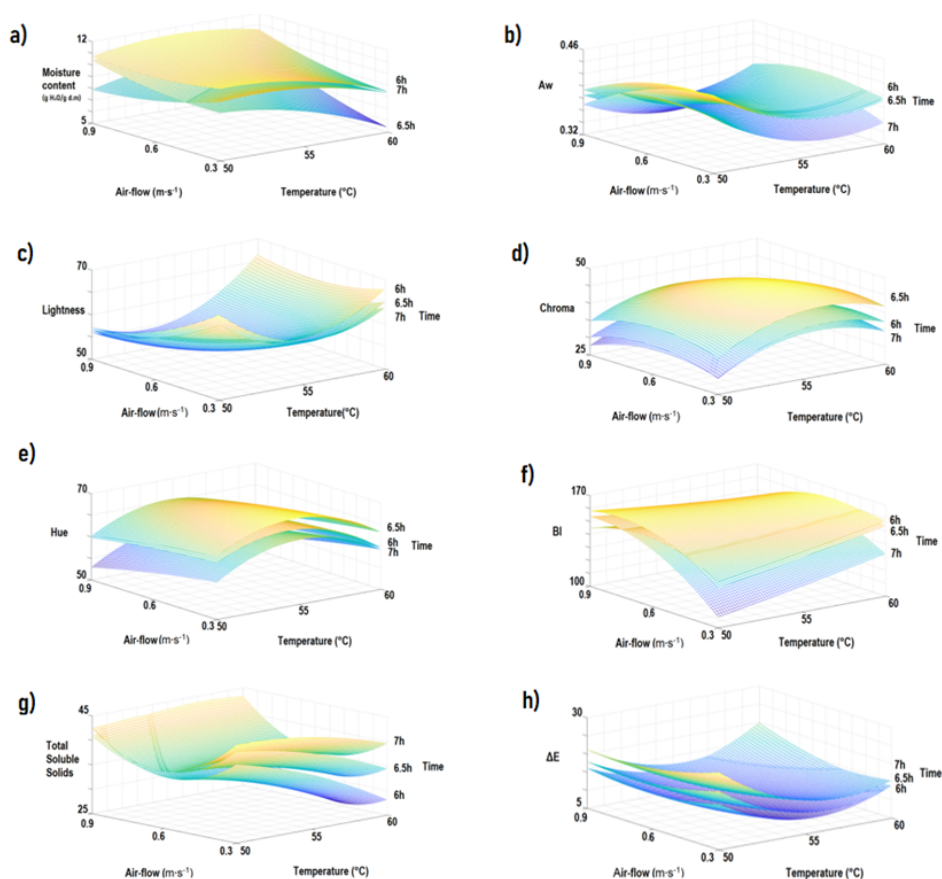 a)
12
Moisture
content
(g H₂O/g d.m)
5
0.9
0.6
0.3
50
55
60
6h
7h
6.5h
Air-flow (m·s⁻¹)
Temperature (°C)
b)
0.46
Aw
0.32
0.9
0.6
0.3
50
55
60
6h
6.5h
Time
7h
Air-flow (m·s⁻¹)
Temperature (°C)
c)
70
Lightness
50
0.9
0.6
0.3
50
55
60
6h
6.5h
7h
Time
Air-flow (m·s⁻¹)
Temperature(°C)
d)
50
Chroma
25
0.9
0.6
0.3
50
55
60
6.5h
6h
7h
Time
Air-flow (m·s⁻¹)
Temperature (°C)
e)
70
Hue
50
0.9
0.6
0.3
50
55
60
6.5h
6h
7h
Time
Air-flow (m·s⁻¹)
Temperature (°C)
f)
170
BI
100
0.9
0.6
0.3
50
55
60
6h
6.5h
Time
7h
Air-flow (m·s⁻¹)
Temperature (°C)
g)
45
Total
Soluble
Solids
25
0.9
0.6
0.3
50
55
60
7h
6.5h
Time
6h
Air-flow (m·s⁻¹)
Temperature (°C)
h)
30
ΔE
5
0.9
0.6
0.3
50
55
60
7h
6.5h
6h
Time
Air-flow (m·s⁻¹)
Temperature (°C)